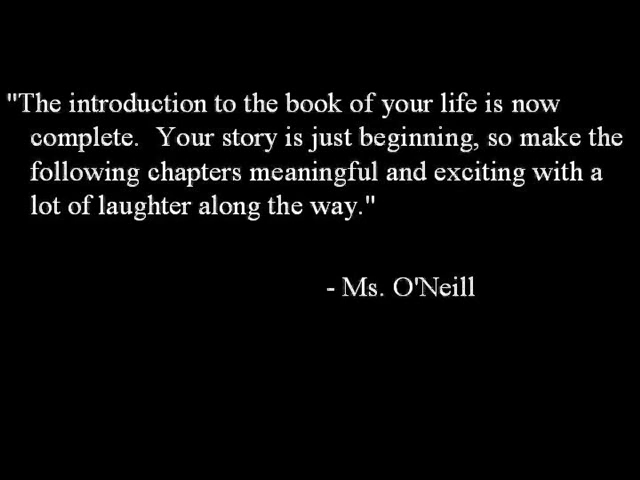 "The introduction to the book of your life is now
complete.  Your story is just beginning, so make the
following chapters meaningful and exciting with a
lot of laughter along the way."
- Ms. O'Neill